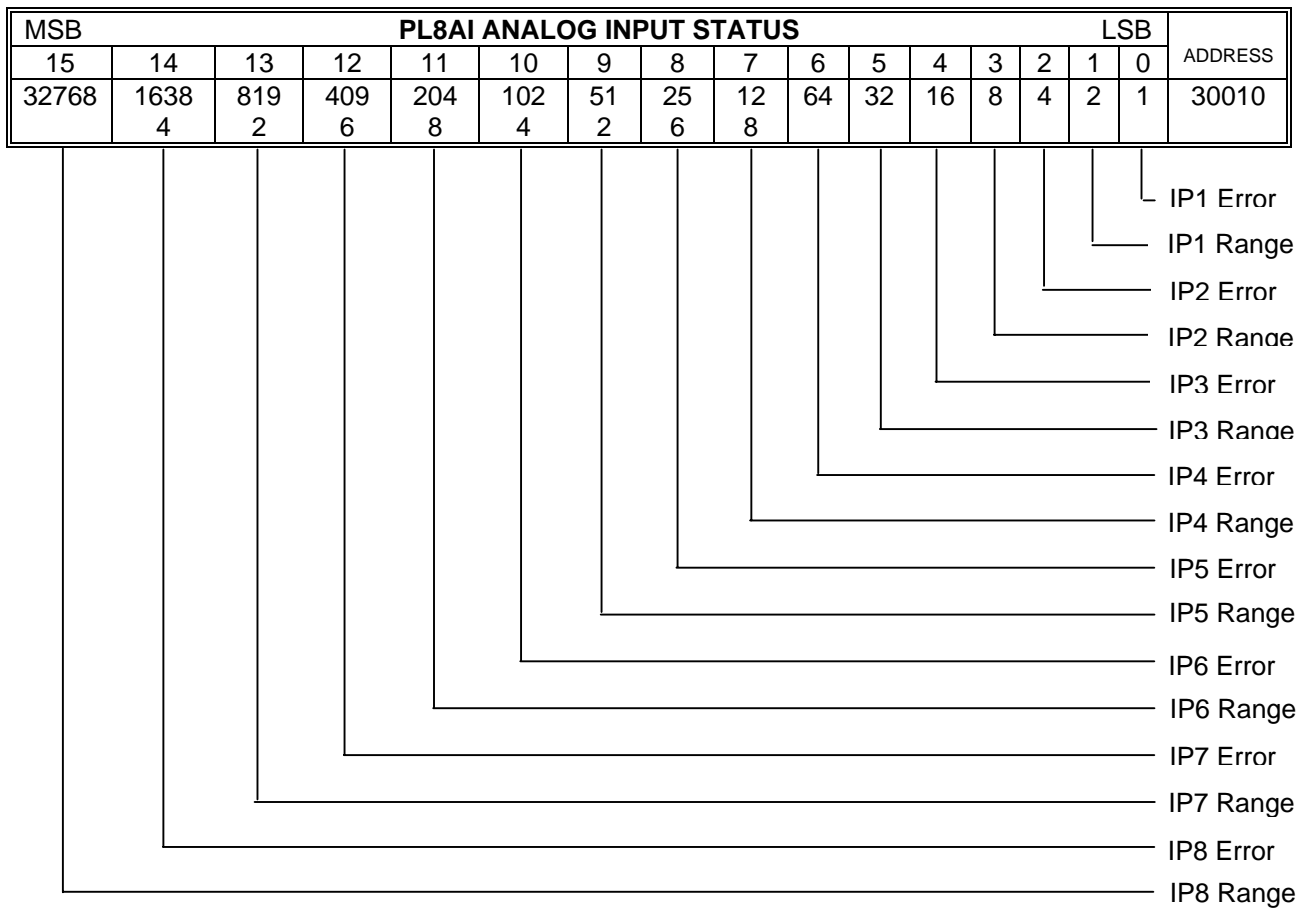 MSB PL8AI ANALOG INPUT STATUS LSB ADDRESS
15 14 13 12 11 10 9 8 7 6 5 4 3 2 1 0
32768 1638 819 409 204 102 51 25 12 64 32 16 8 4 2 1 30010
4 2 6 8 4 2 6 8
IP1 Error
IP1 Range
IP2 Error
IP2 Range
IP3 Error
IP3 Range
IP4 Error
IP4 Range
IP5 Error
IP5 Range
IP6 Error
IP6 Range
IP7 Error
IP7 Range
IP8 Error
IP8 Range